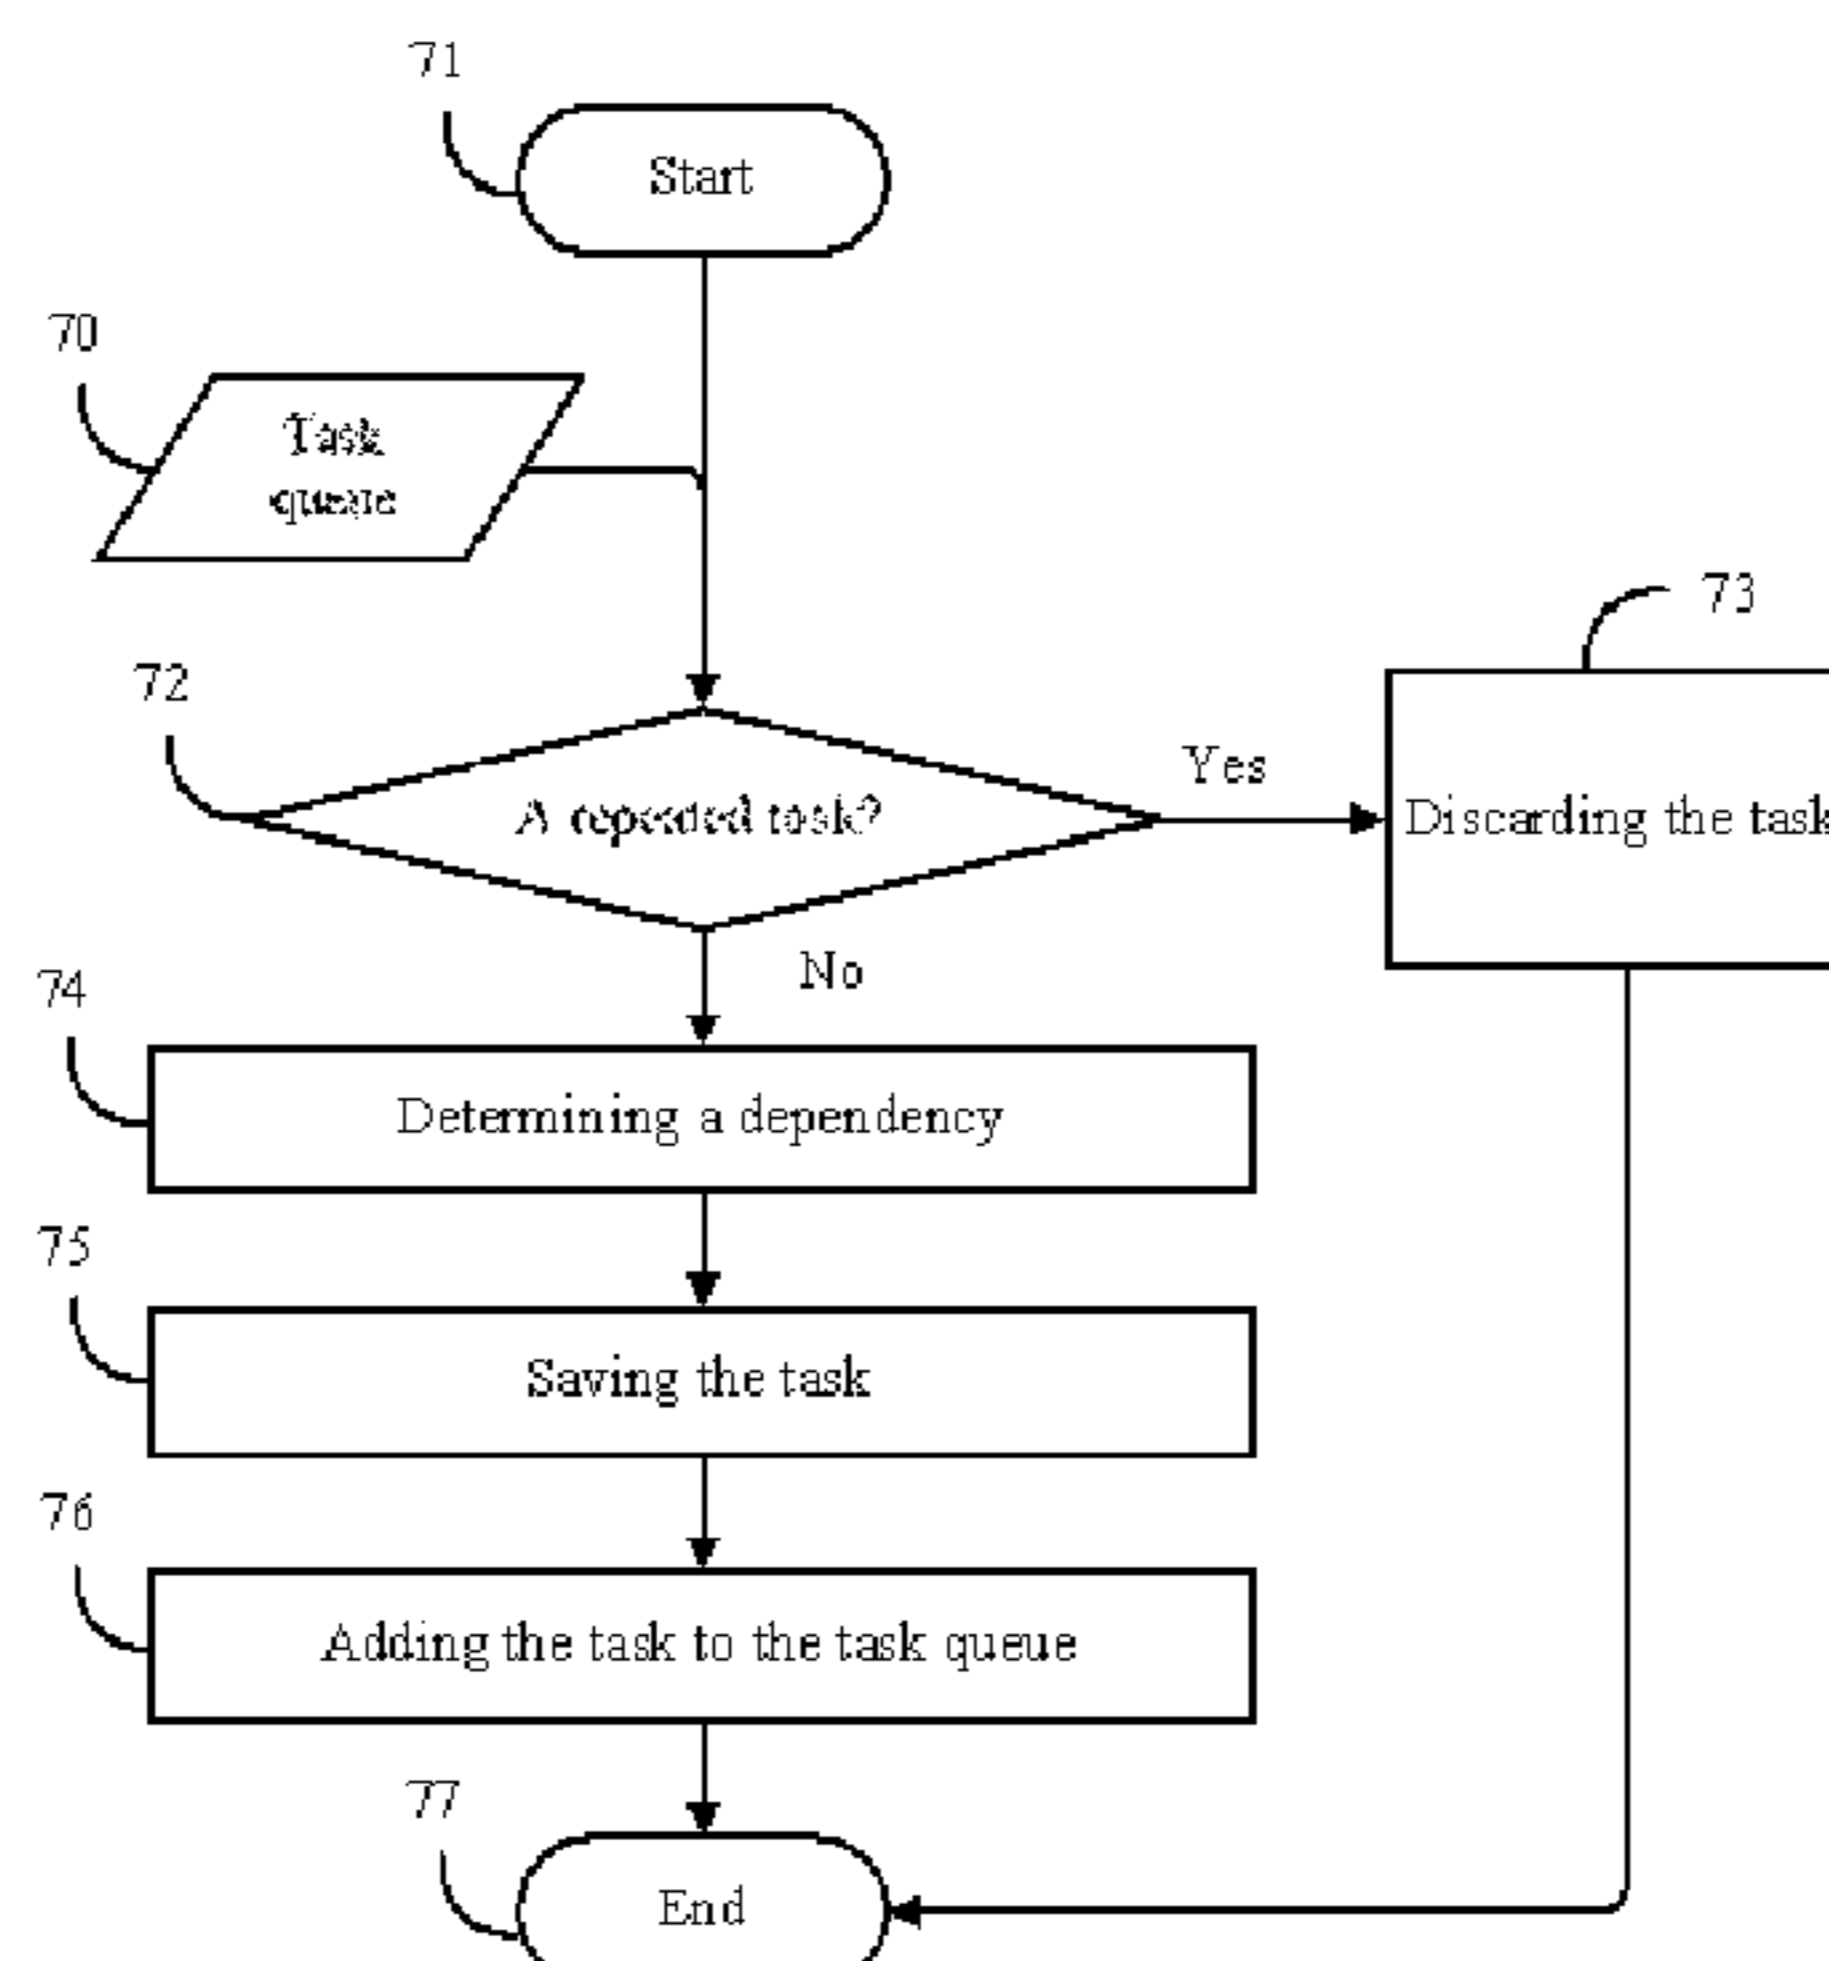 71
Start
70
Task
queue
73
72
Yes
A repeated task?
Discarding the task
No
74
Determining a dependency
75
Saving the task
76
Adding the task to the task queue
77
End